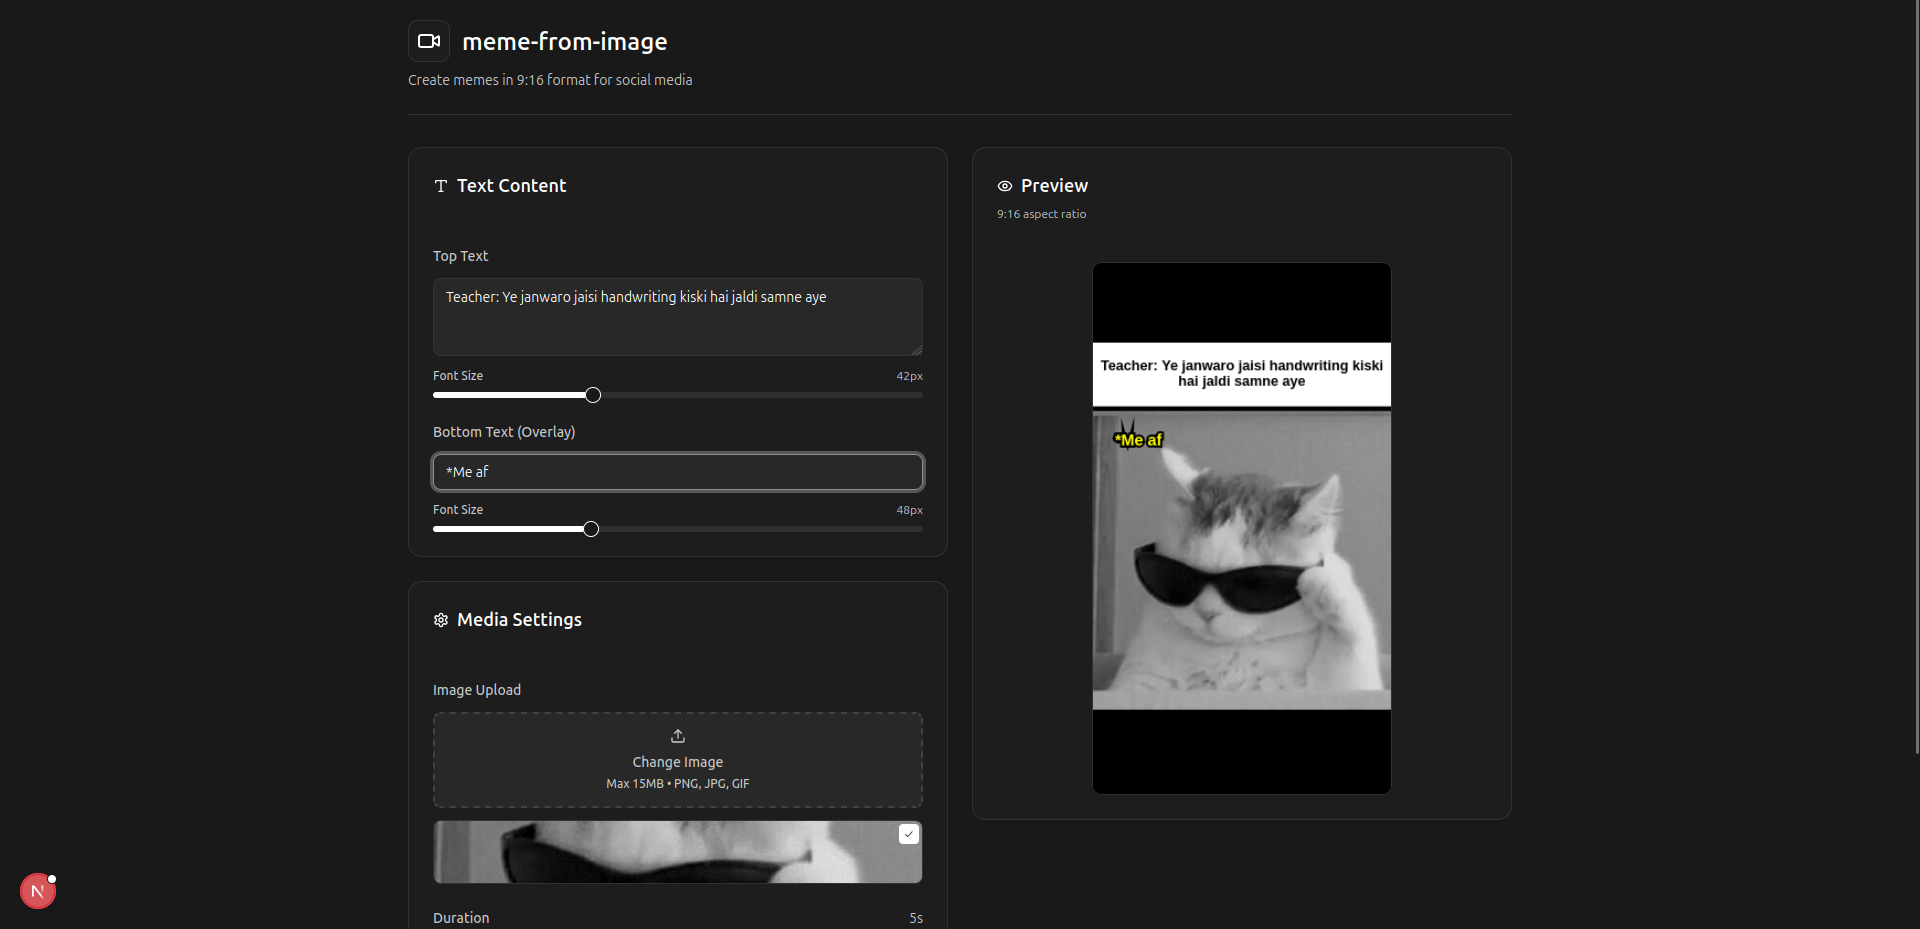 meme-from-image
Create memes in 9:16 format for social media
Text Content
Top Text
Teacher: Ye janwaro jaisi handwriting kiski hai jaldi samne aye
Font Size 42px
Bottom Text (Overlay)
*Me af
Font Size 48px
Media Settings
Image Upload
Change Image
Max 15MB • PNG, JPG, GIF
Duration 5s
Preview
9:16 aspect ratio
Teacher: Ye janwaro jaisi handwriting kiski
hai jaldi samne aye
*Me af
N